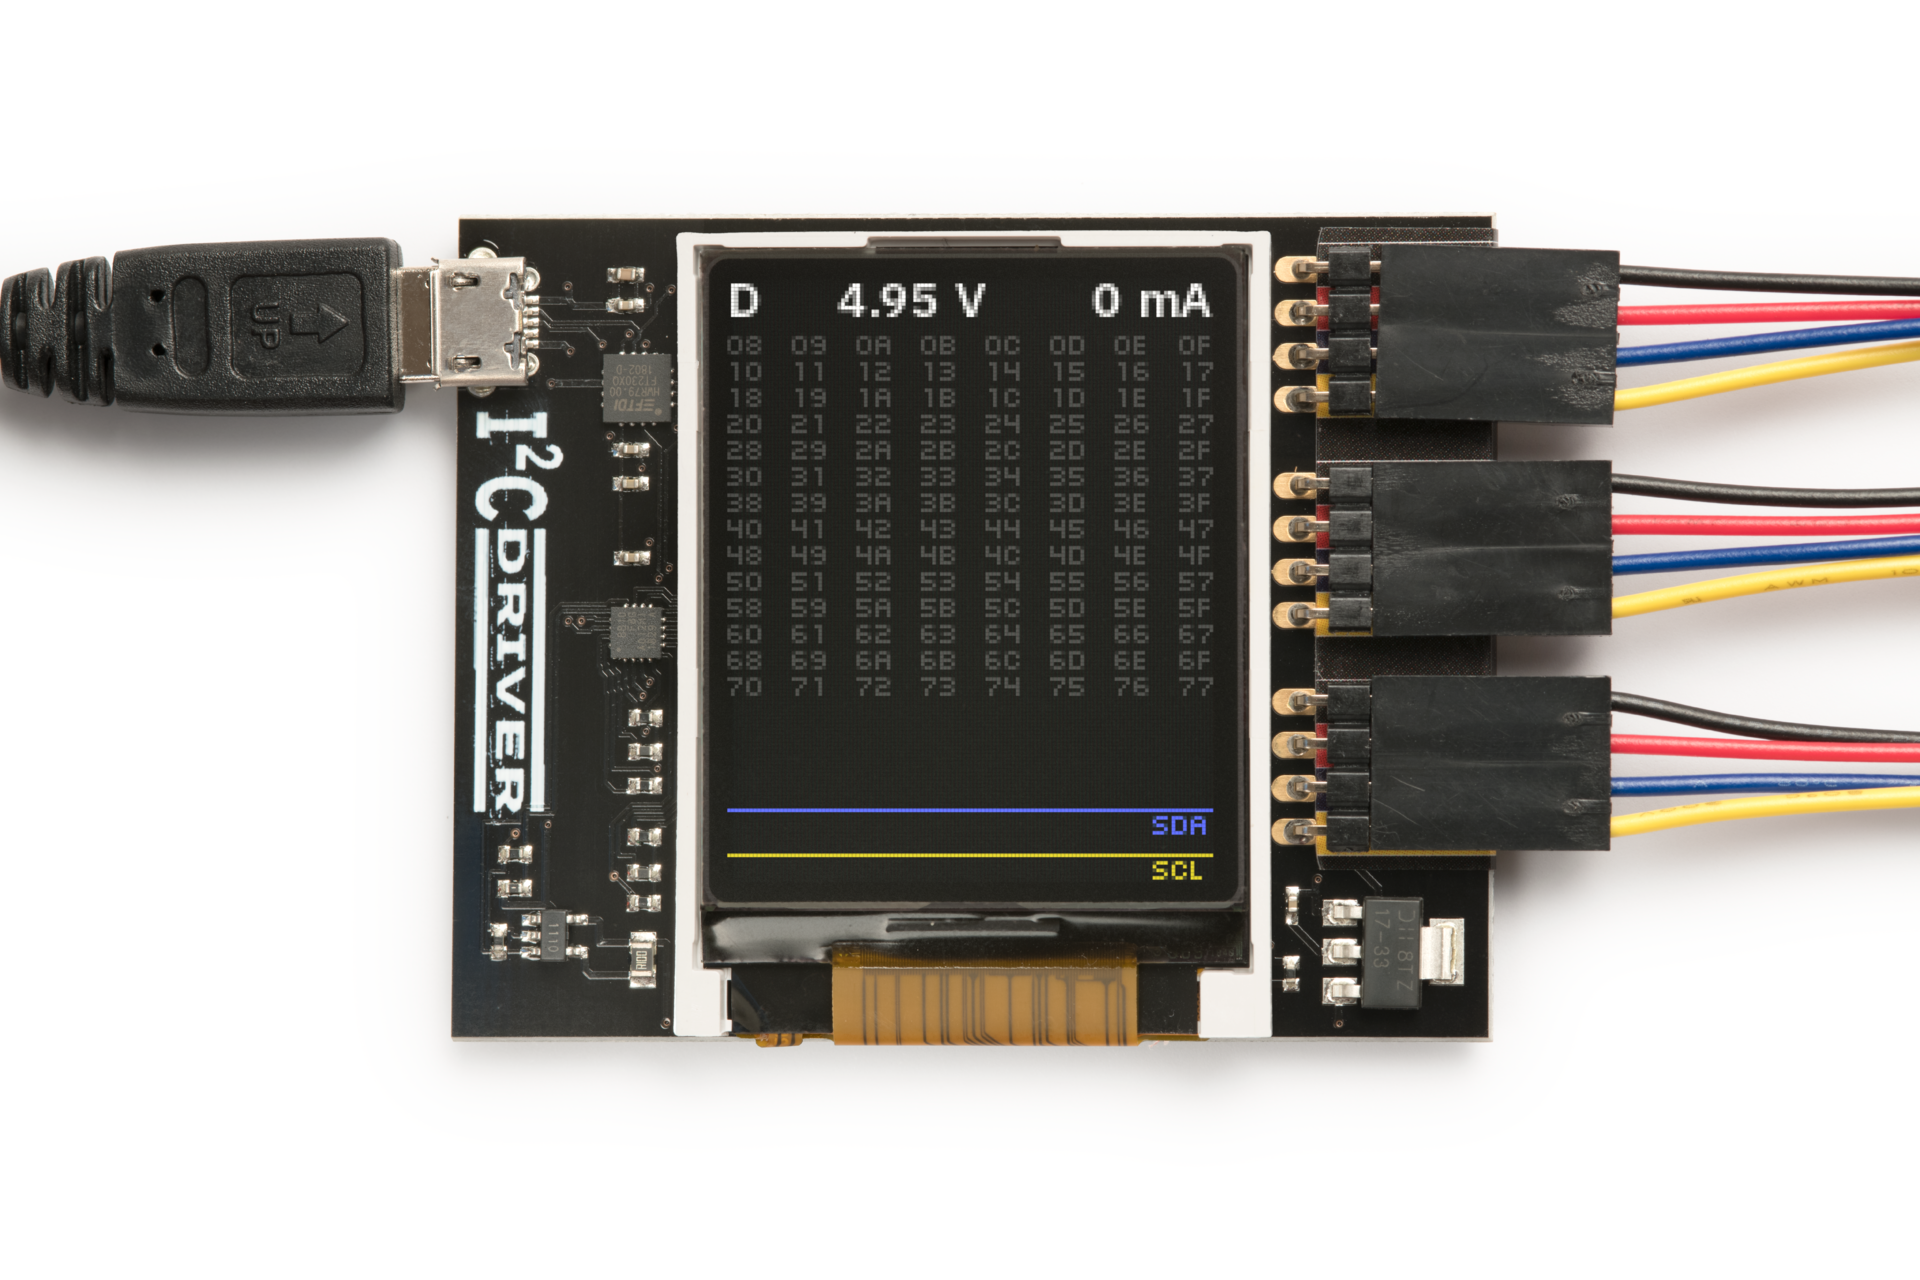 D 4.95 V 0 mA
08 09 0A 0B 0C 0D 0E 0F
10 11 12 13 14 15 16 17
18 19 1A 1B 1C 1D 1E 1F
20 21 22 23 24 25 26 27
28 29 2A 2B 2C 2D 2E 2F
30 31 32 33 34 35 36 37
38 39 3A 3B 3C 3D 3E 3F
40 41 42 43 44 45 46 47
48 49 4A 4B 4C 4D 4E 4F
50 51 52 53 54 55 56 57
58 59 5A 5B 5C 5D 5E 5F
60 61 62 63 64 65 66 67
68 69 6A 6B 6C 6D 6E 6F
70 71 72 73 74 75 76 77
SDA
SCL
I²CDRIVER
UP
FTDI
FT230XQ
1802-D
1110
R100
17-33
AWM